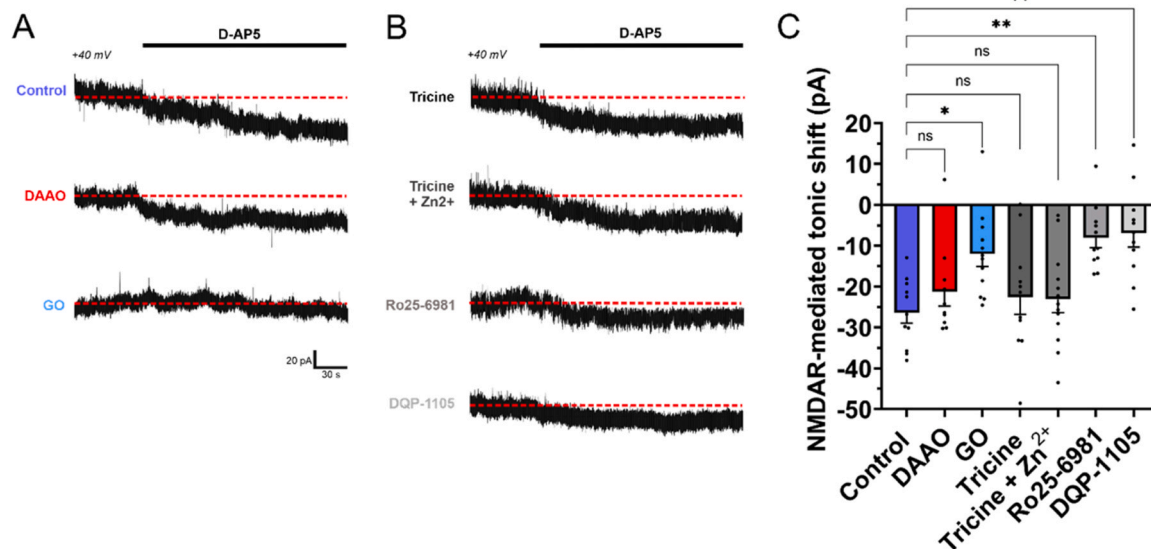 A
D-AP5
+40 mV
Control
DAAO
GO
20 pA
30 s
B
D-AP5
+40 mV
Tricine
Tricine
+ Zn2+
Ro25-6981
DQP-1105
C
**
ns
ns
*
ns
NMDAR-mediated tonic shift (pA)
20
10
0
-10
-20
-30
-40
-50
Control
DAAO
GO
Tricine
Tricine + Zn²⁺
Ro25-6981
DQP-1105